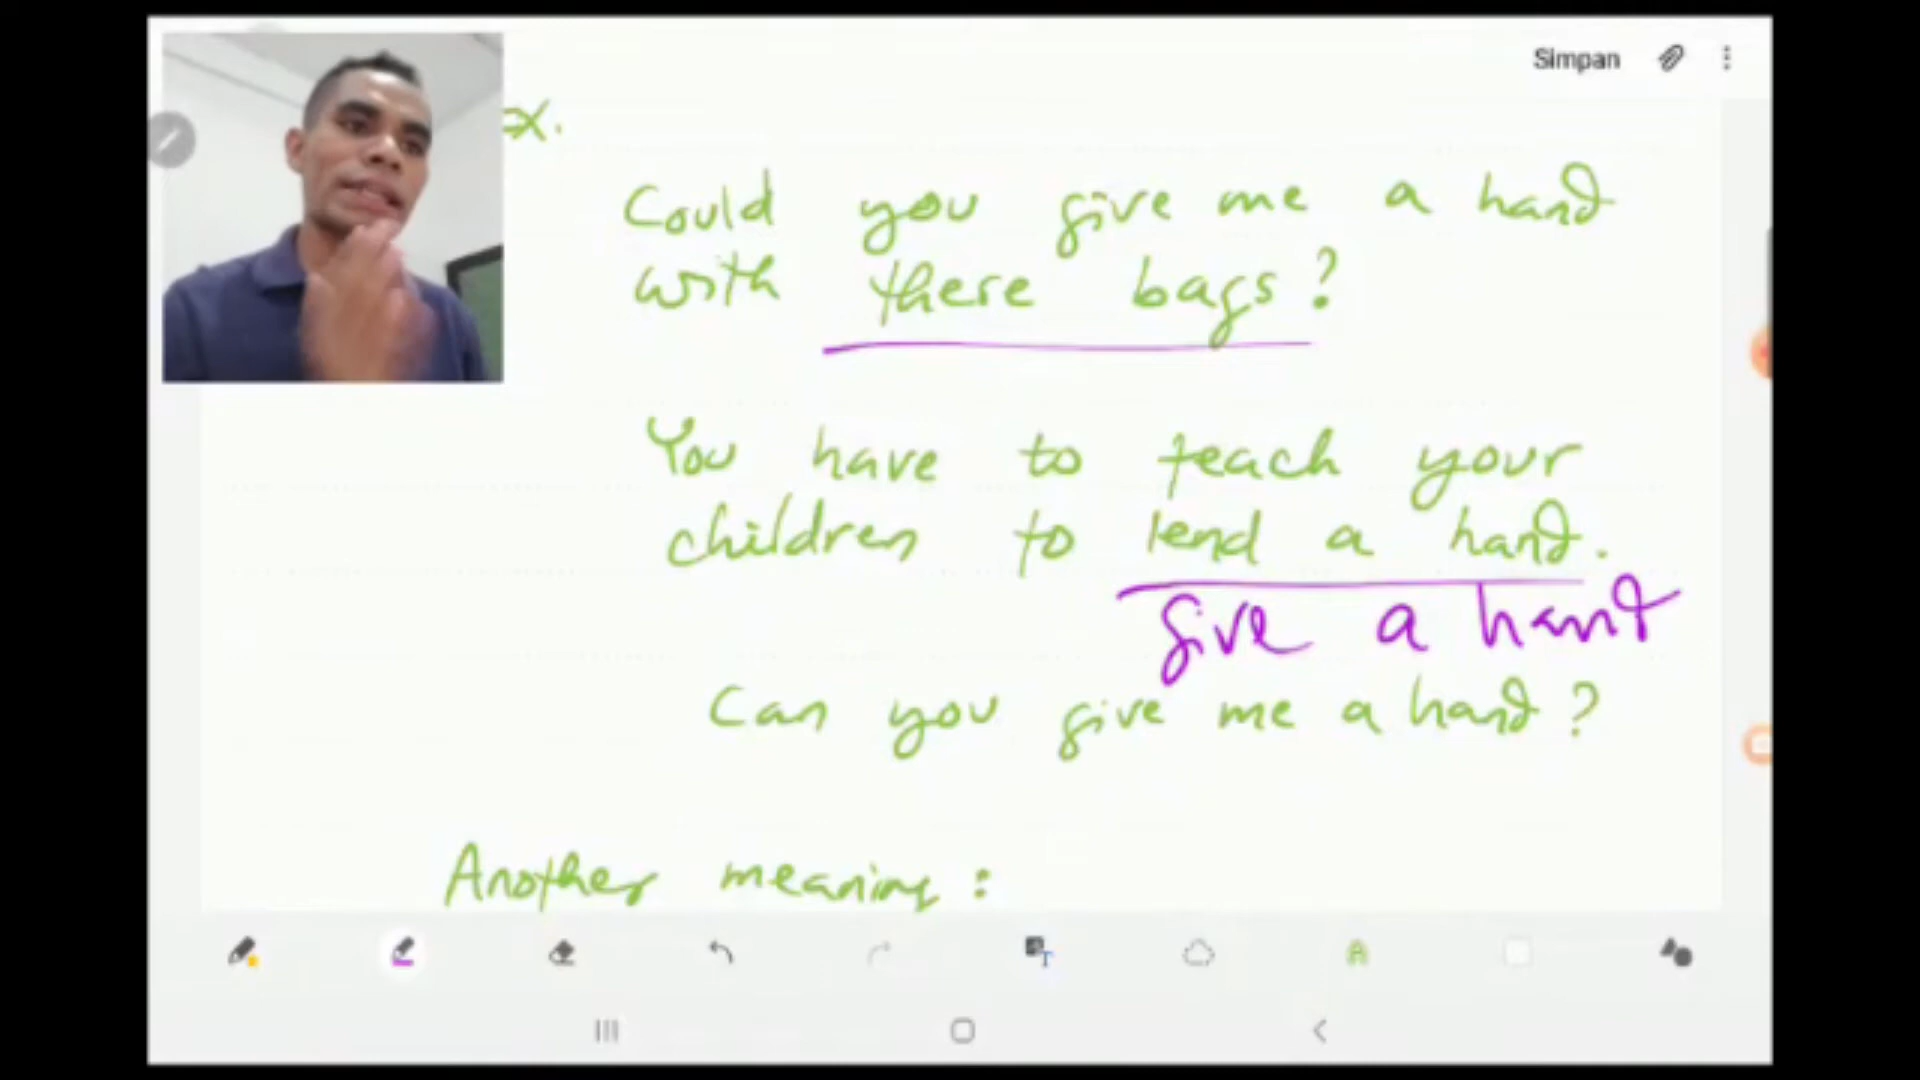 Simpan
x.
Could you give me a hand
with there bags?
You have to teach your
children to lend a hand.
give a hand
Can you give me a hand?
Another meaning: